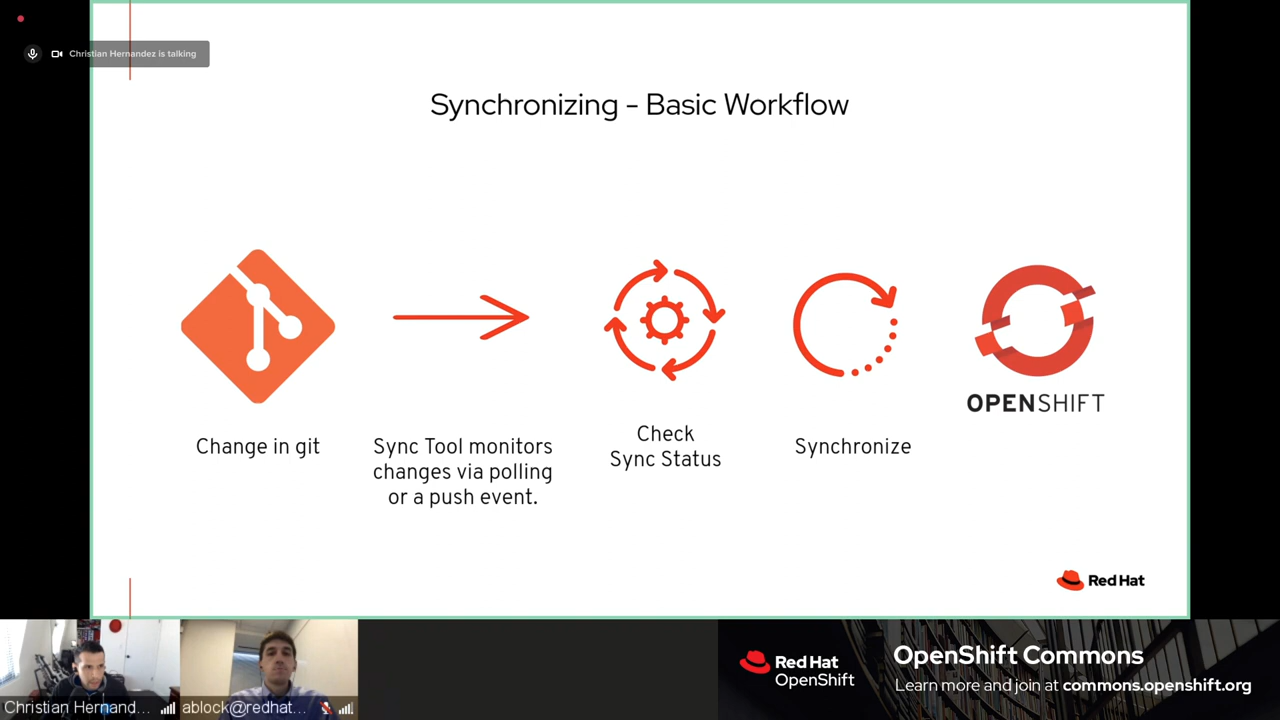 Christian Hernandez is talking
Synchronizing - Basic Workflow
OPENSHIFT
Change in git
Sync Tool monitors
changes via polling
or a push event.
Check
Sync Status
Synchronize
Red Hat
Christian Hernand...
ablock@redhat...
Red Hat
OpenShift
OpenShift Commons
Learn more and join at commons.openshift.org